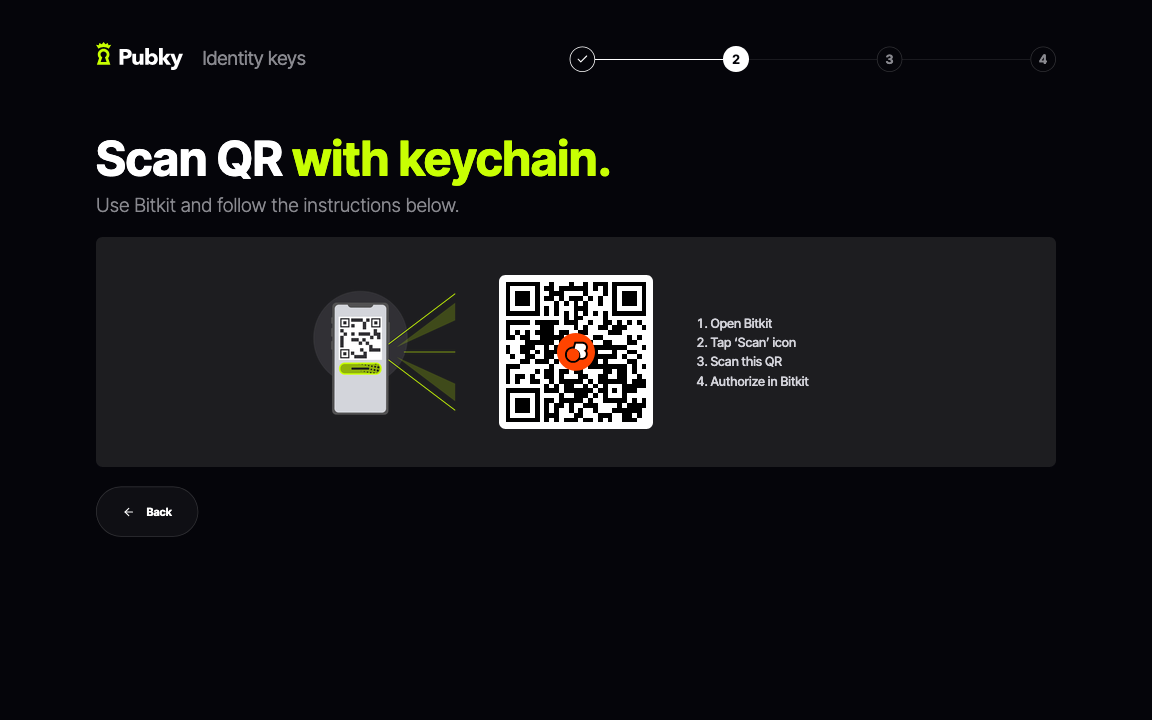 Pubky Identity keys
2
3
4
Scan QR with keychain.
Use Bitkit and follow the instructions below.
1. Open Bitkit
2. Tap ‘Scan’ icon
3. Scan this QR
4. Authorize in Bitkit
Back